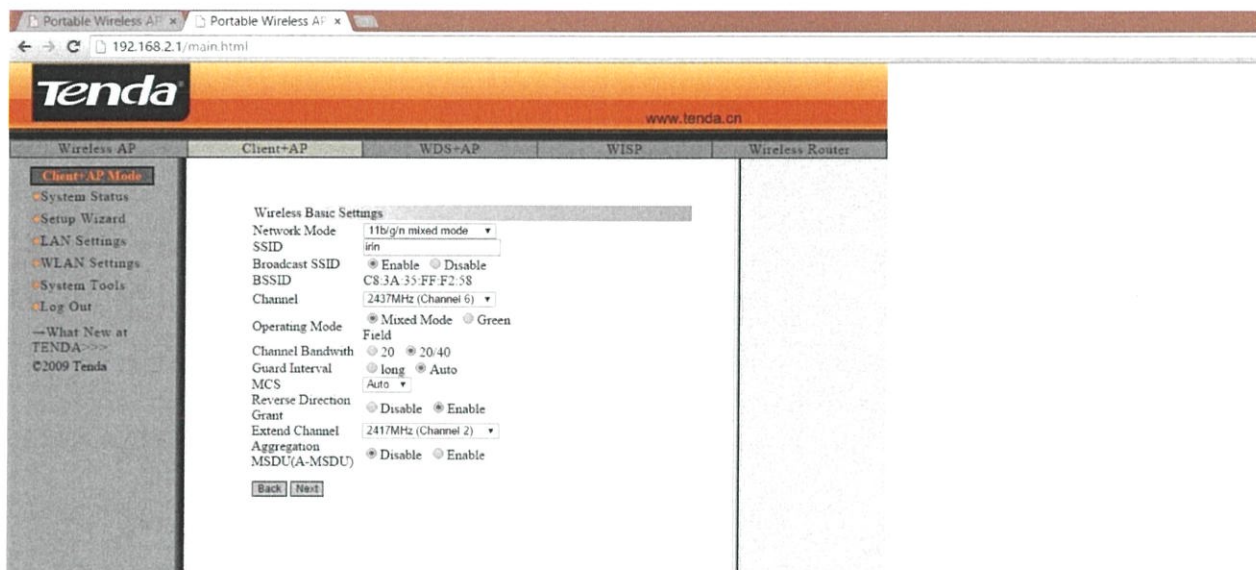 Portable Wireless AP × Portable Wireless AP ×
192.168.2.1/main.html
Tenda
www.tenda.cn
Wireless AP Client+AP WDS+AP WISP Wireless Router
Client+AP Mode
System Status
Setup Wizard
LAN Settings
WLAN Settings
System Tools
Log Out
→What New at
TENDA>>>
©2009 Tenda
Wireless Basic Settings
Network Mode 11b/g/n mixed mode
SSID irin
Broadcast SSID Enable Disable
BSSID C8:3A:35:FF:F2:58
Channel 2437MHz (Channel 6)
Operating Mode Mixed Mode Green
Field
Channel Bandwith 20 20/40
Guard Interval long Auto
MCS Auto
Reverse Direction
Grant Disable Enable
Extend Channel 2417MHz (Channel 2)
Aggregation
MSDU(A-MSDU) Disable Enable
Back Next